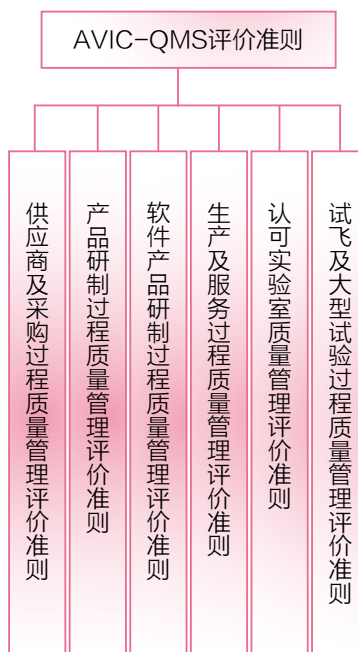 AVIC-QMS评价准则
供应商及采购过程质量管理评价准则
产品研制过程质量管理评价准则
软件产品研制过程质量管理评价准则
生产及服务过程质量管理评价准则
认可实验室质量管理评价准则
试飞及大型试验过程质量管理评价准则